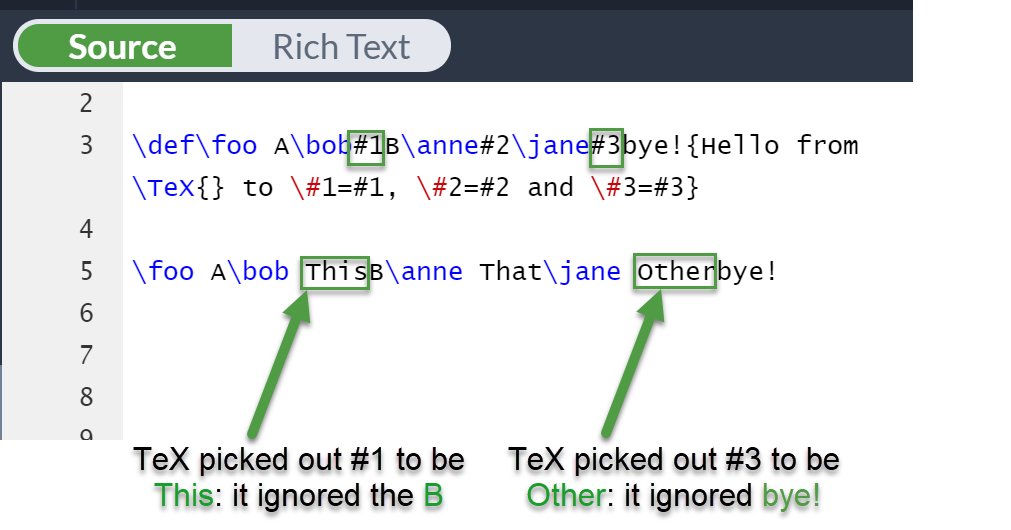 Source Rich Text
2
3 \def\foo A\bob#1B\anne#2\jane#3bye!{Hello from
\TeX{} to \#1=#1, \#2=#2 and \#3=#3}
4
5 \foo A\bob ThisB\anne That\jane Otherbye!
6
7
8
9
TeX picked out #1 to be
This: it ignored the B
TeX picked out #3 to be
Other: it ignored bye!